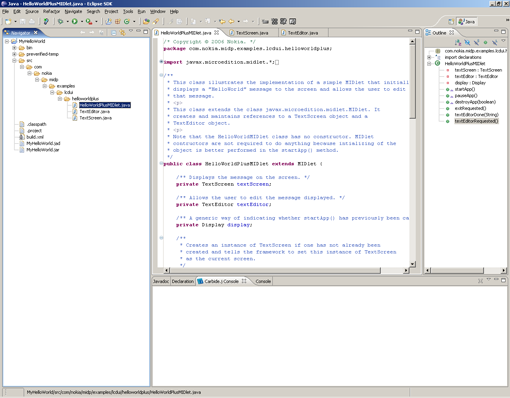 Java - HelloWorldPlusMIDlet.java - Eclipse SDK
File Edit Source Refactor Navigate Search Project Tools Run Window Help
Java
Navigator
MyHelloWorld
bin
preverified-temp
src
com
nokia
midp
examples
lcdui
helloworldplus
HelloWorldPlusMIDlet.java
TextEditor.java
TextScreen.java
.classpath
.project
build.xml
MyHelloWorld.jad
MyHelloWorld.jar
HelloWorldPlusMIDlet.java TextScreen.java TextEditor.java
/* Copyright © 2006 Nokia. */
package com.nokia.midp.examples.lcdui.helloworldplus;
import javax.microedition.midlet.*;
/**
* This class illustrates the implementation of a simple MIDlet that initiali
* displays a "HelloWorld" message to the screen and allows the user to edit
* that message.
* <p>
* This class extends the class javax.microedition.midlet.MIDlet. It
* creates and maintains references to a TextScreen object and a
* TextEditor object.
* <p>
* Note that the HelloWorldMIDlet class has no constructor. MIDlet
* contructors are not required to do anything because intializing of the
* object is better performed in the startApp() method.
*/
public class HelloWorldPlusMIDlet extends MIDlet {
/** Displays the message on the screen. */
private TextScreen textScreen;
/** Allows the user to edit the message displayed. */
private TextEditor textEditor;
/** A generic way of indicating whether startApp() has previously been ca
private Display display;
/**
* Creates an instance of TextScreen if one has not already been
* created and tells the framework to set this instance of TextScreen
* as the current screen.
*/
Outline
com.nokia.midp.examples.lcdui.h
import declarations
HelloWorldPlusMIDlet
textScreen : TextScreen
textEditor : TextEditor
display : Display
startApp()
pauseApp()
destroyApp(boolean)
exitRequested()
textEditorDone(String)
textEditorRequested()
Javadoc Declaration Carbide.j Console Console
MyHelloWorld/src/com/nokia/midp/examples/lcdui/helloworldplus/HelloWorldPlusMIDlet.java